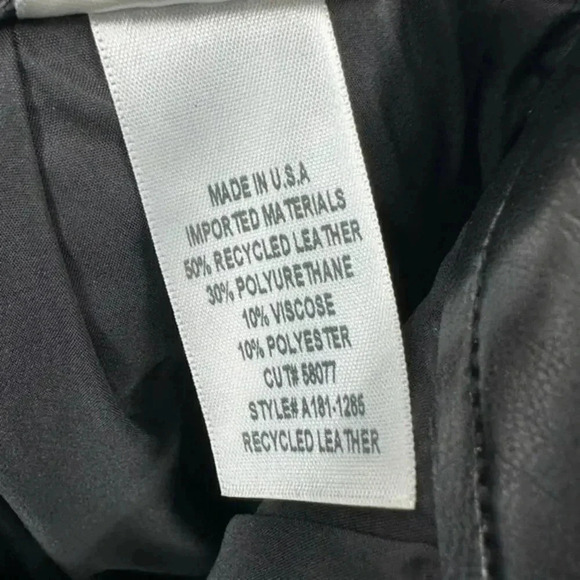 MADE IN U.S.A
IMPORTED MATERIALS
50% RECYCLED LEATHER
30% POLYURETHANE
10% VISCOSE
10% POLYESTER
CUT# 58077
STYLE# A181-1285
RECYCLED LEATHER